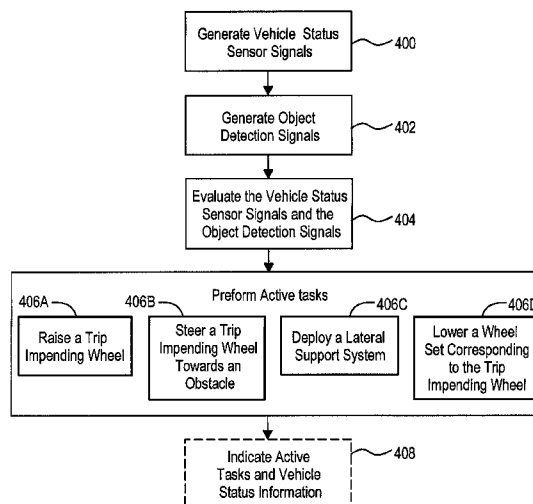 Generate Vehicle Status
Sensor Signals
400
Generate Object
Detection Signals
402
Evaluate the Vehicle Status
Sensor Signals and the
Object Detection Signals
404
Preform Active tasks
406A
Raise a Trip
Impending Wheel
406B
Steer a Trip
Impending Wheel
Towards an
Obstacle
406C
Deploy a Lateral
Support System
406D
Lower a Wheel
Set Corresponding
to the Trip
Impending Wheel
Indicate Active
Tasks and Vehicle
Status Information
408